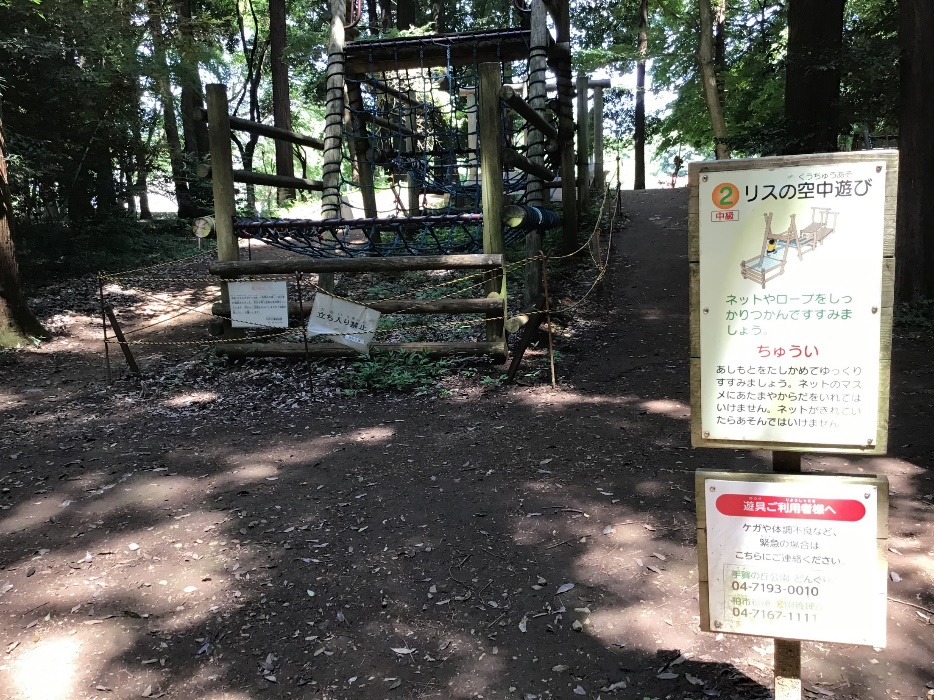 2
中級
くうちゅうあそ
リスの空中遊び
ネットやロープをしっ
かりつかんですすみま
しょう。
ちゅうい
あしもとをたしかめてゆっくり
すすみましょう。ネットのマス
メにあたまやからだをいれては
いけません。ネットがきれてい
たらあそんではいけません
遊具ご利用者様へ
ケガや体調不良など、
緊急の場合は
こちらにご連絡ください。
手賀の丘公園 どんぐり
04-7193-0010
柏市役所
04-7167-1111
立ち入り禁止